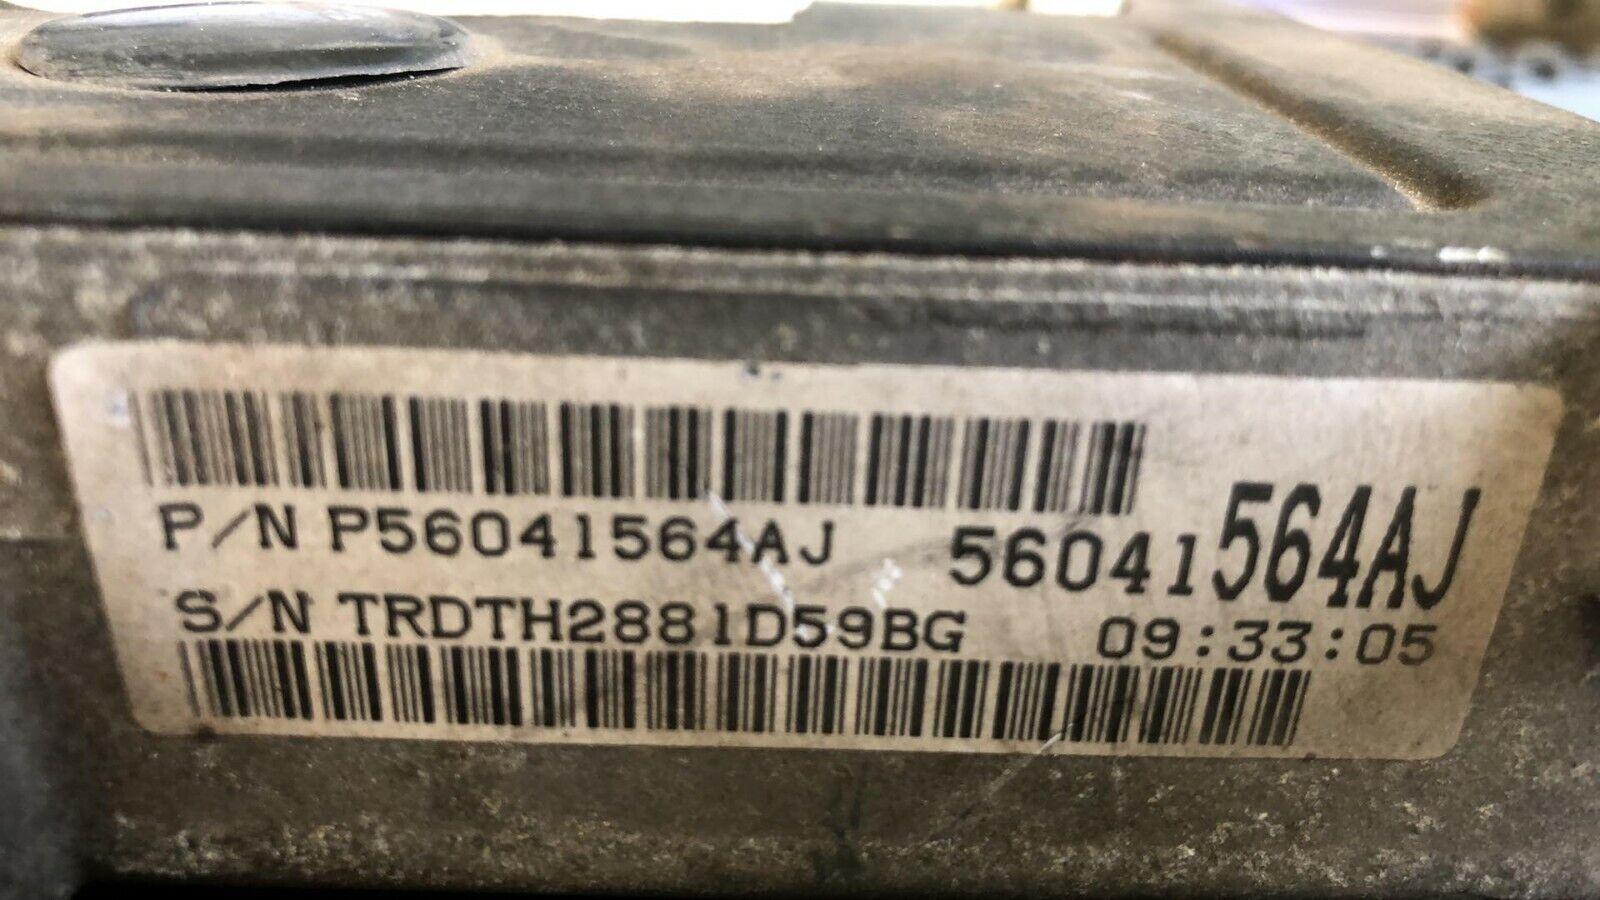 P/N P56041564AJ 56041564AJ
S/N TRDTH2881D59BG 09:33:05